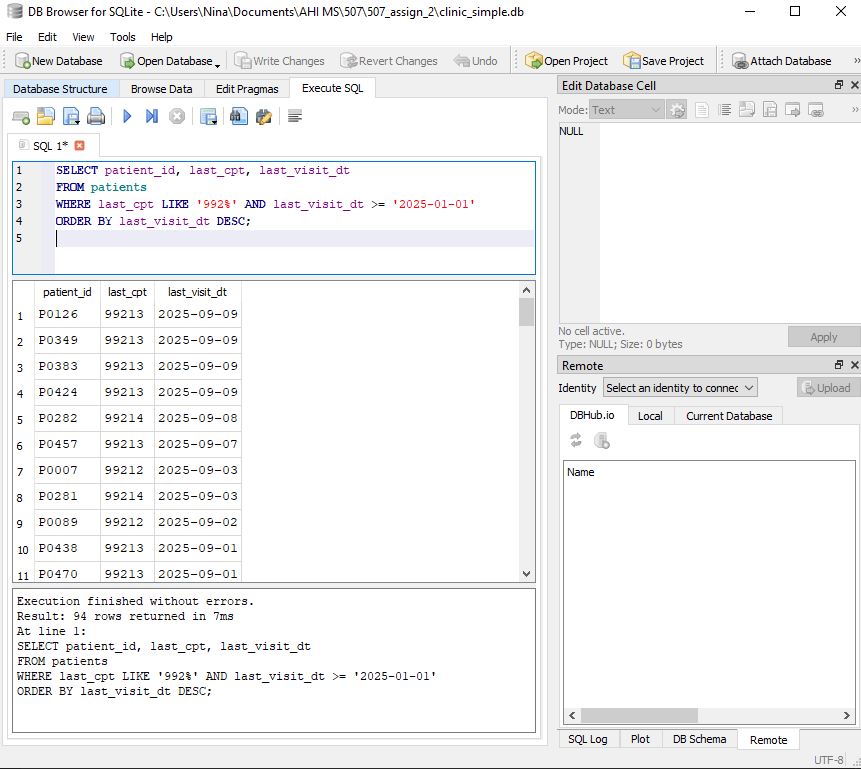 DB Browser for SQLite - C:\Users\Nina\Documents\AHI MS\507\507_assign_2\clinic_simple.db
File Edit View Tools Help
New Database Open Database Write Changes Revert Changes Undo Open Project Save Project Attach Database »
Database Structure Browse Data Edit Pragmas Execute SQL
SQL 1*
1 SELECT patient_id, last_cpt, last_visit_dt
2 FROM patients
3 WHERE last_cpt LIKE '992%' AND last_visit_dt >= '2025-01-01'
4 ORDER BY last_visit_dt DESC;
5
patient_id last_cpt last_visit_dt
1 P0126 99213 2025-09-09
2 P0349 99213 2025-09-09
3 P0383 99213 2025-09-09
4 P0424 99213 2025-09-09
5 P0282 99214 2025-09-08
6 P0457 99213 2025-09-07
7 P0007 99212 2025-09-03
8 P0281 99214 2025-09-03
9 P0089 99212 2025-09-02
10 P0438 99213 2025-09-01
11 P0470 99213 2025-09-01
Execution finished without errors.
Result: 94 rows returned in 7ms
At line 1:
SELECT patient_id, last_cpt, last_visit_dt
FROM patients
WHERE last_cpt LIKE '992%' AND last_visit_dt >= '2025-01-01'
ORDER BY last_visit_dt DESC;
Edit Database Cell
Mode: Text »
NULL
No cell active.
Type: NULL; Size: 0 bytes
Apply
Remote
Identity Select an identity to connec Upload
DBHub.io Local Current Database
Name
SQL Log Plot DB Schema Remote
UTF-8